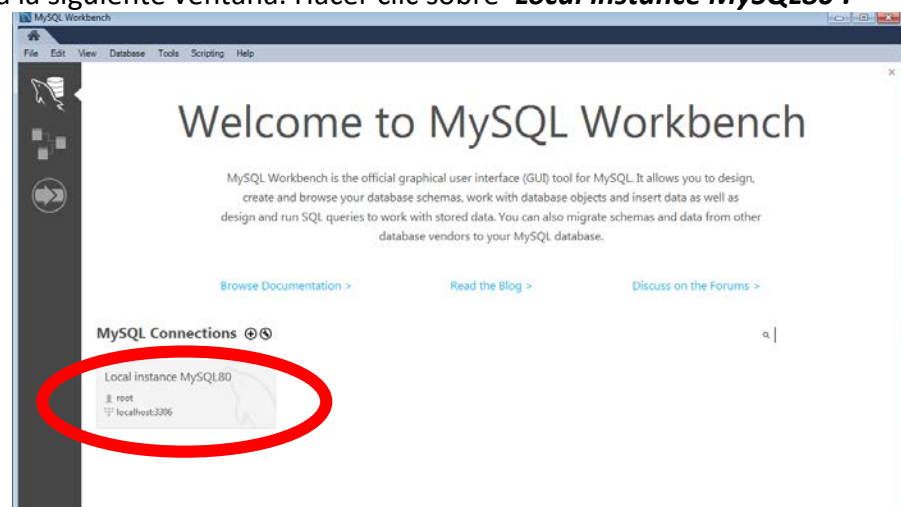 la siguiente ventana. Hacer clic sobre "Local instance MySQL80".
MySQL Workbench
File Edit View Database Tools Scripting Help
Welcome to MySQL Workbench
MySQL Workbench is the official graphical user interface (GUI) tool for MySQL. It allows you to design,
create and browse your database schemas, work with database objects and insert data as well as
design and run SQL queries to work with stored data. You can also migrate schemas and data from other
database vendors to your MySQL database.
Browse Documentation > Read the Blog > Discuss on the Forums >
MySQL Connections
Local instance MySQL80
root
localhost:3306